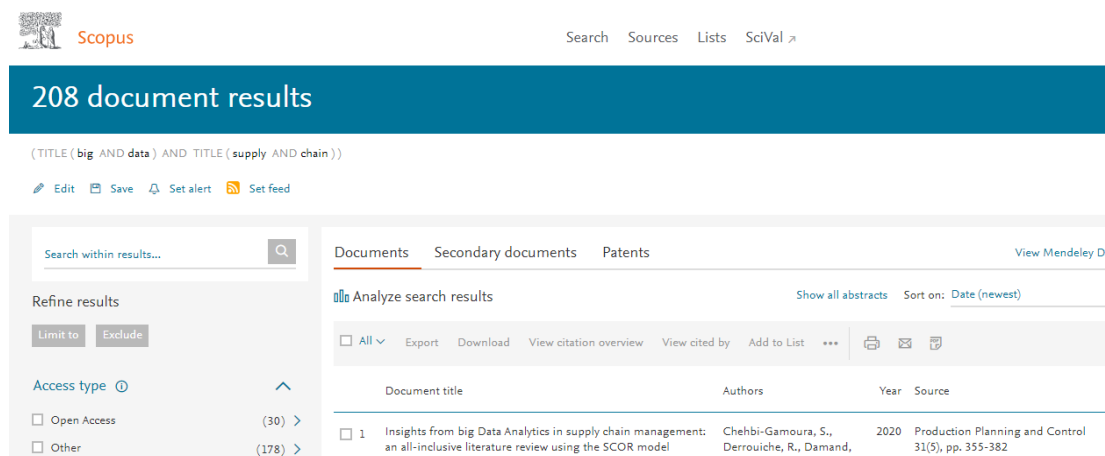 Scopus
Search Sources Lists SciVal ↗
208 document results
( TITLE ( big AND data ) AND TITLE ( supply AND chain ) )
Edit Save Set alert Set feed
Search within results...
Refine results
Limit to Exclude
Access type
Open Access (30)
Other (178)
Documents Secondary documents Patents
View Mendeley D
Analyze search results
Show all abstracts Sort on: Date (newest)
All Export Download View citation overview View cited by Add to List •••
Document title Authors Year Source
1 Insights from big Data Analytics in supply chain management: Chehbi-Gamoura, S., 2020 Production Planning and Control
an all-inclusive literature review using the SCOR model Derrouiche, R., Damand, 31(5), pp. 355-382